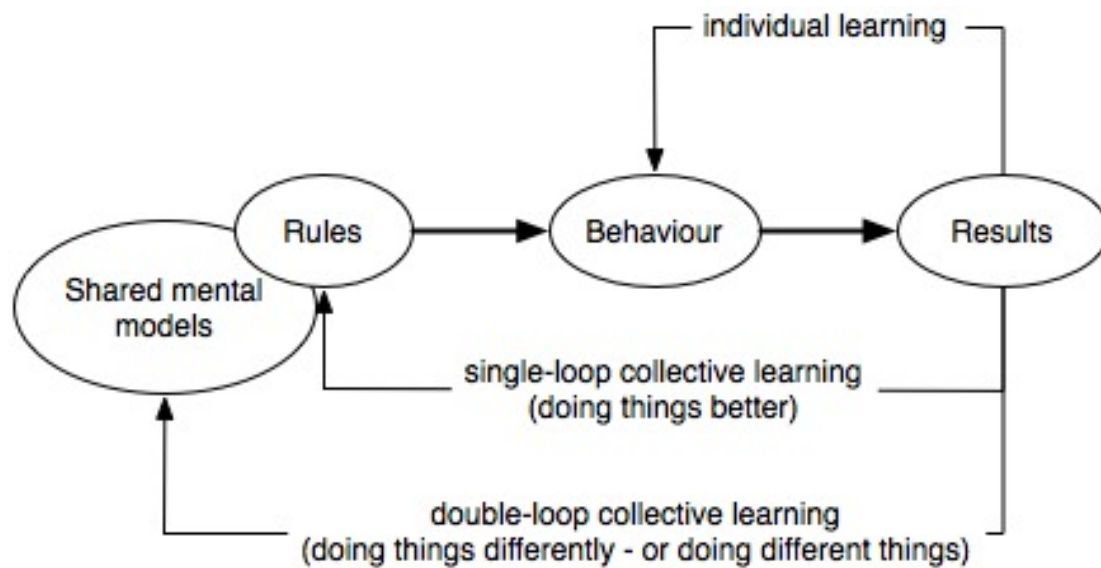 individual learning
Rules
Behaviour
Results
Shared mental
models
single-loop collective learning
(doing things better)
double-loop collective learning
(doing things differently - or doing different things)